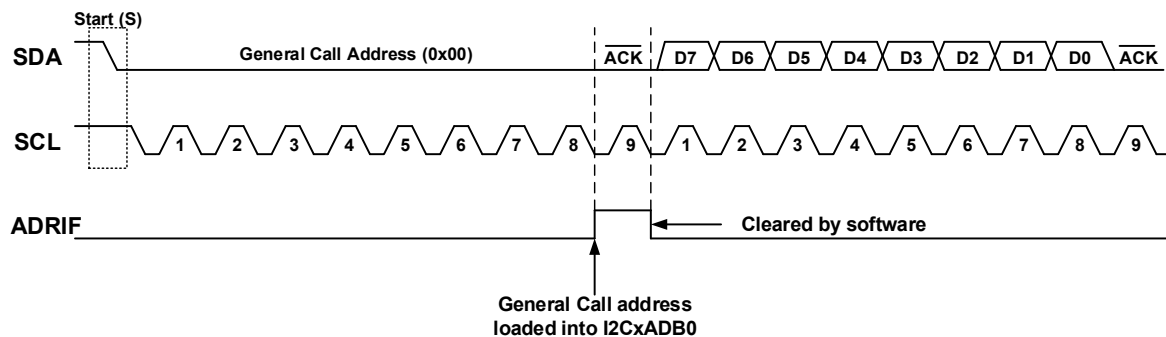 Start (S)
SDA General Call Address (0x00) ACK D7 D6 D5 D4 D3 D2 D1 D0 ACK
SCL 1 2 3 4 5 6 7 8 9 1 2 3 4 5 6 7 8 9
ADRIF Cleared by software
General Call address
loaded into I2CxADB0